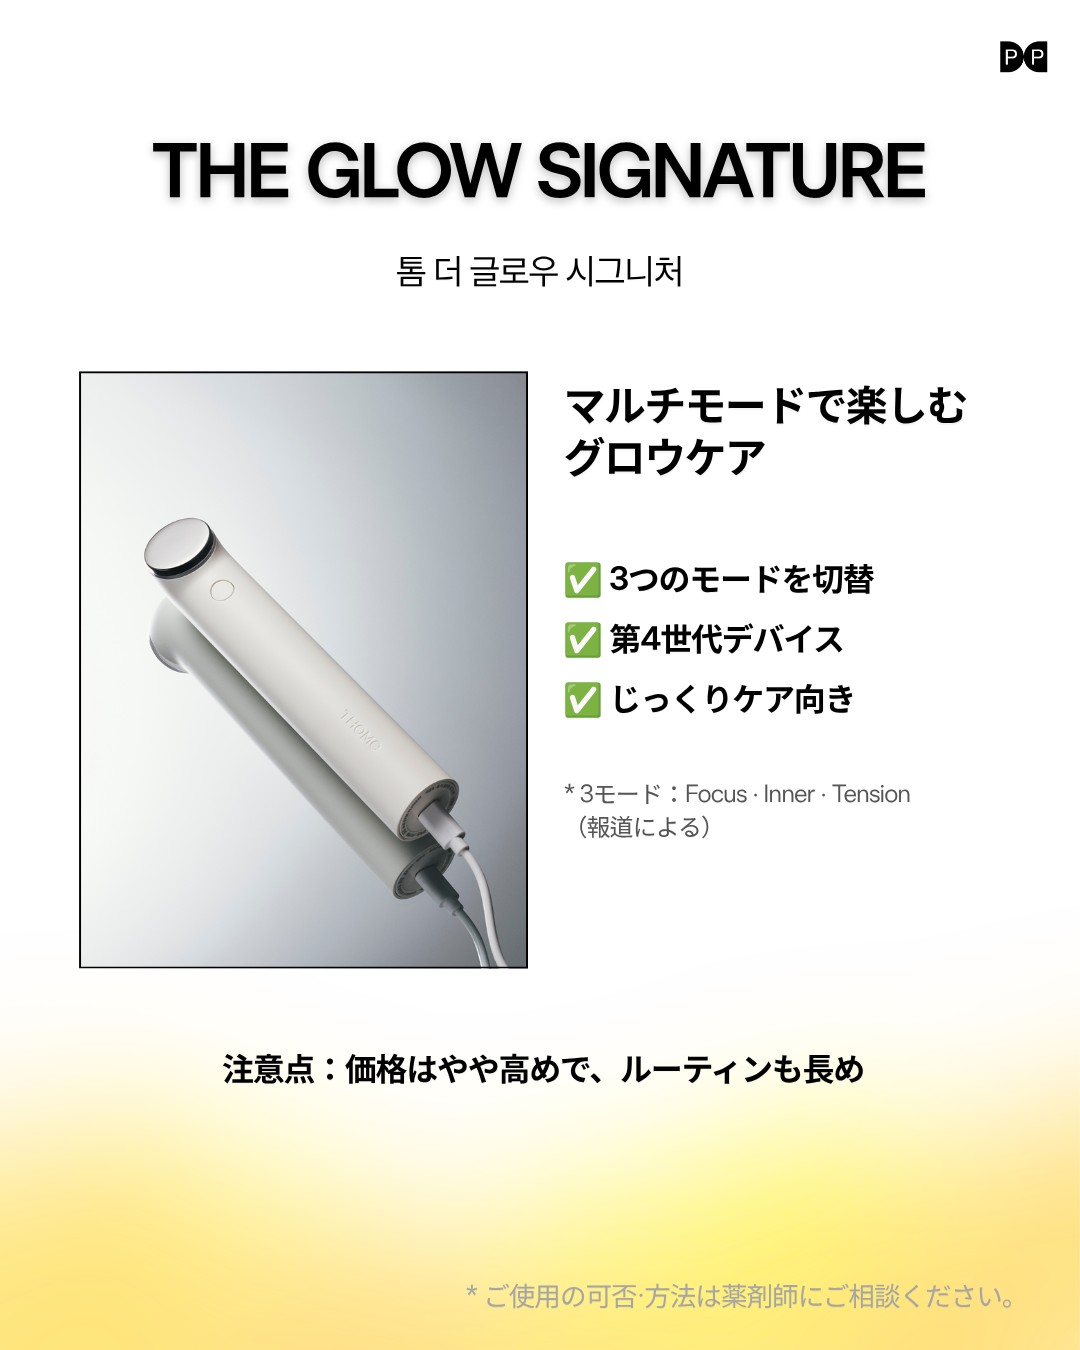 PP
THE GLOW SIGNATURE
톰 더 글로우 시그니처
マルチモードで楽しむ
グロウケア
✅ 3つのモードを切替
✅ 第4世代デバイス
✅ じっくりケア向き
* 3モード：Focus · Inner · Tension
（報道による）
THOME
注意点：価格はやや高めで、ルーティンも長め
* ご使用の可否·方法は薬剤師にご相談ください。